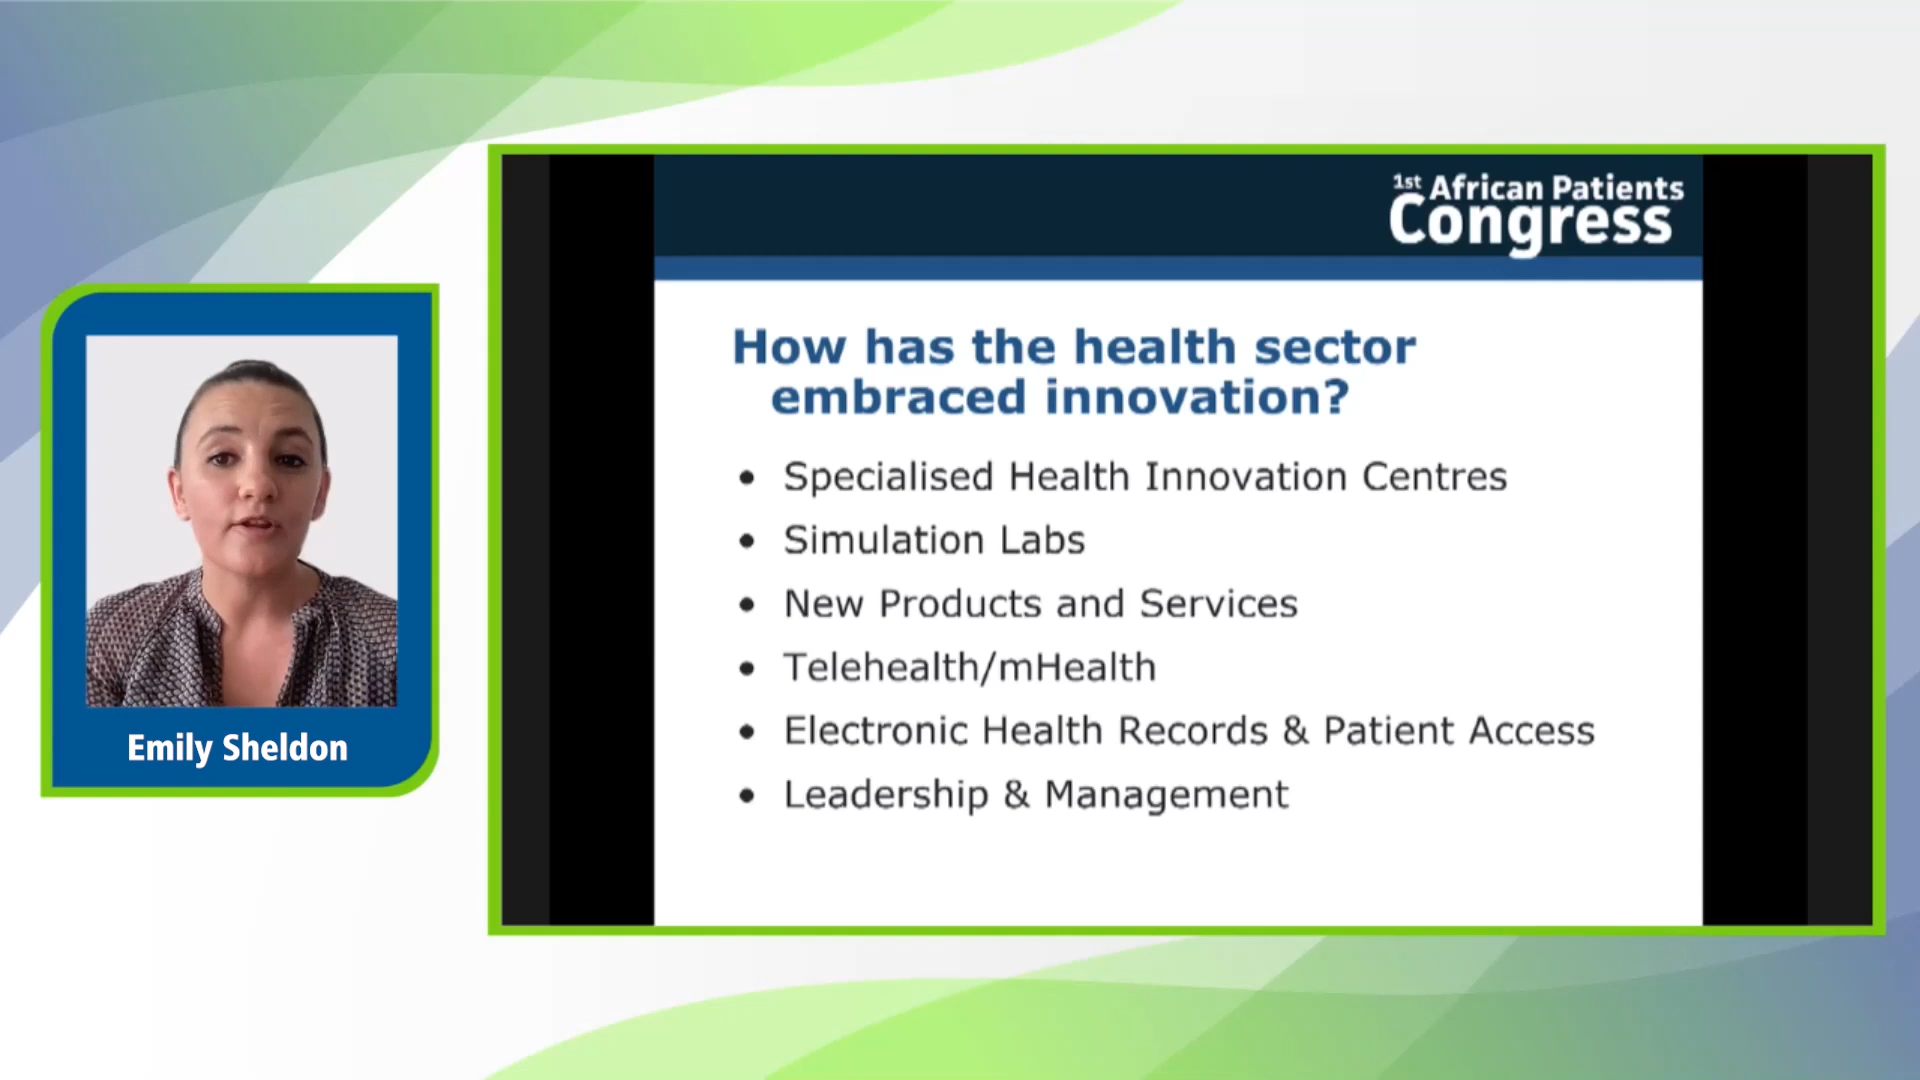 1st African Patients
Congress
How has the health sector
embraced innovation?
• Specialised Health Innovation Centres
• Simulation Labs
• New Products and Services
• Telehealth/mHealth
• Electronic Health Records & Patient Access
• Leadership & Management
Emily Sheldon